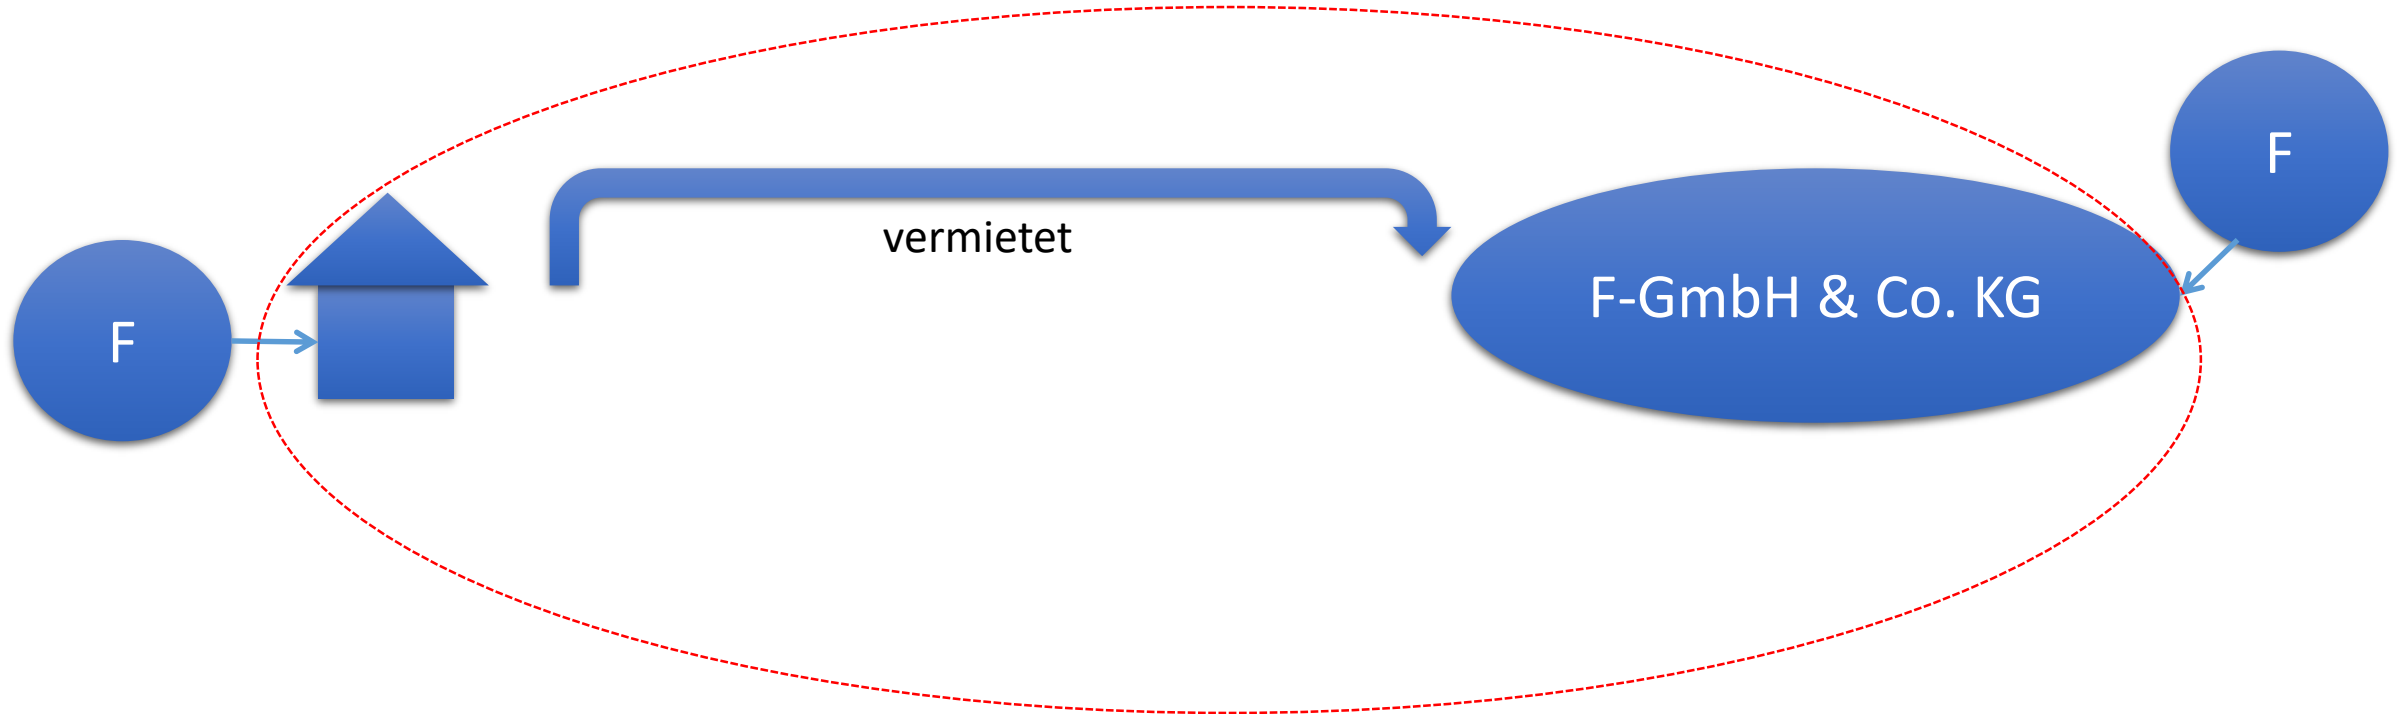 F
vermietet
F-GmbH & Co. KG
F